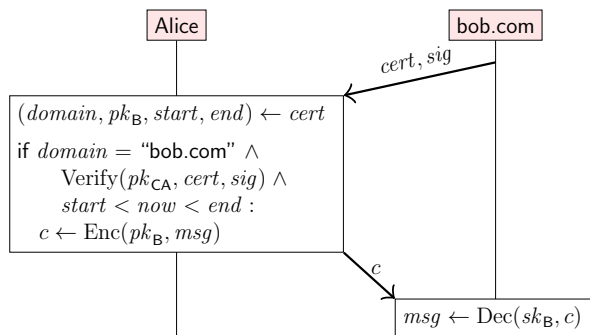 Alice
bob.com
cert, sig
(domain, pk_B, start, end) ← cert
if domain = “bob.com” ∧
Verify(pk_CA, cert, sig) ∧
start < now < end :
c ← Enc(pk_B, msg)
c
msg ← Dec(sk_B, c)